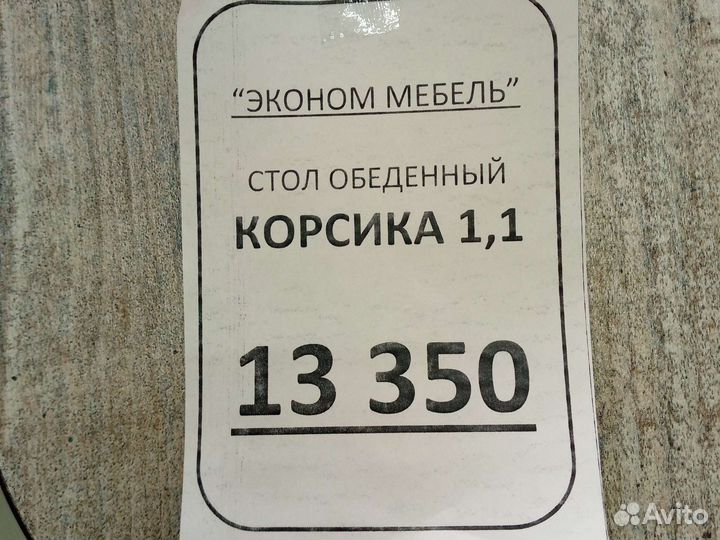 “ЭКОНОМ МЕБЕЛЬ”
СТОЛ ОБЕДЕННЫЙ
КОРСИКА 1,1
13 350
Avito